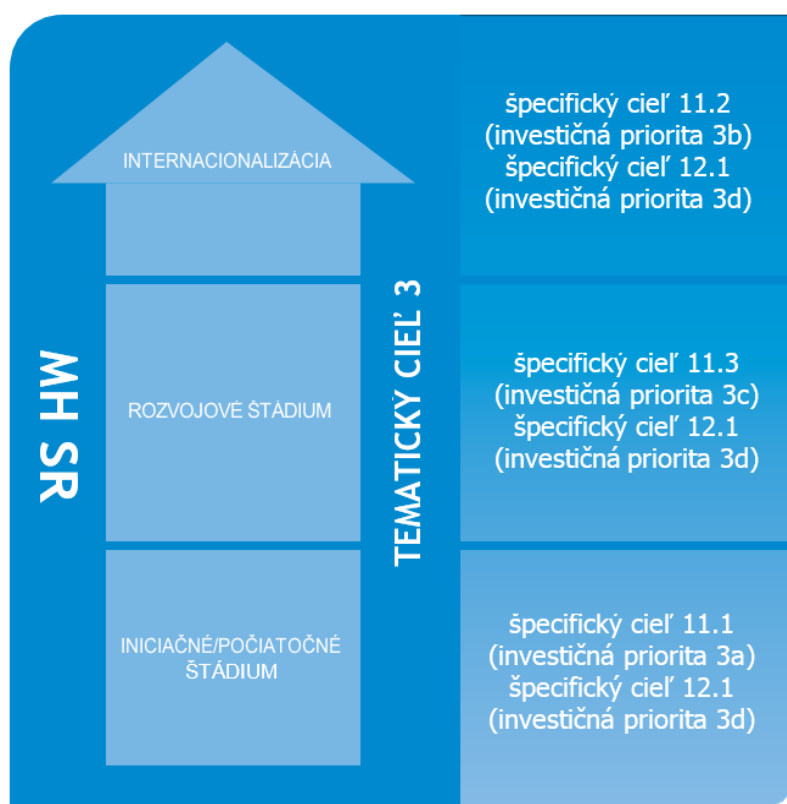 MH SR
INTERNACIONALIZÁCIA
ROZVOJOVÉ ŠTÁDIUM
INICIAČNÉ/POČIATOČNÉ
ŠTÁDIUM
TEMATICKÝ CIEĽ 3
špecifický cieľ 11.2
(investičná priorita 3b)
špecifický cieľ 12.1
(investičná priorita 3d)
špecifický cieľ 11.3
(investičná priorita 3c)
špecifický cieľ 12.1
(investičná priorita 3d)
špecifický cieľ 11.1
(investičná priorita 3a)
špecifický cieľ 12.1
(investičná priorita 3d)